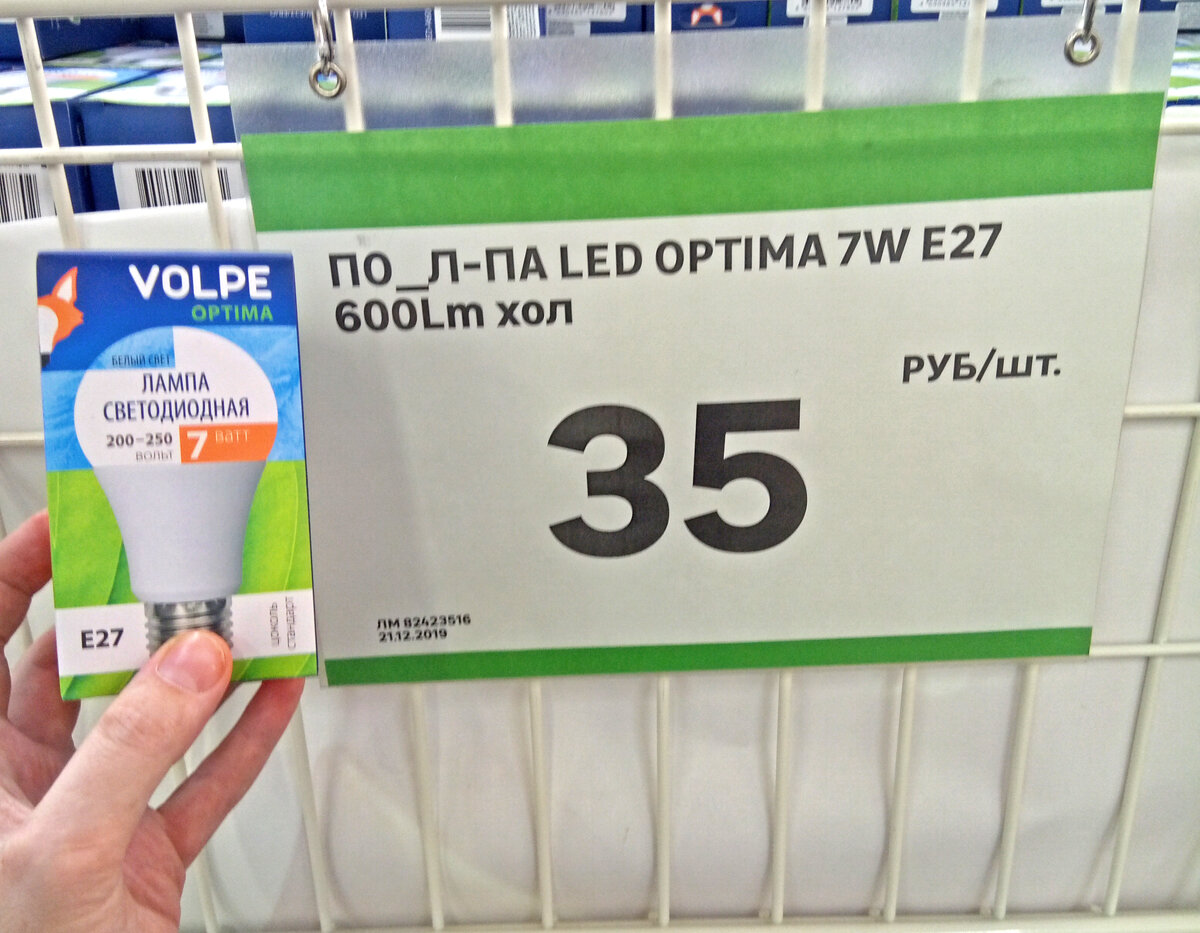 VOLPE
OPTIMA
БЕЛЫЙ СВЕТ
ЛАМПА
СВЕТОДИОДНАЯ
200–250
ВОЛЬТ
7 ватт
E27
цоколь
стандарт
ПО_Л-ПА LED OPTIMA 7W E27
600Lm хол
РУБ/шт.
35
ЛМ 82423516
21.12.2019